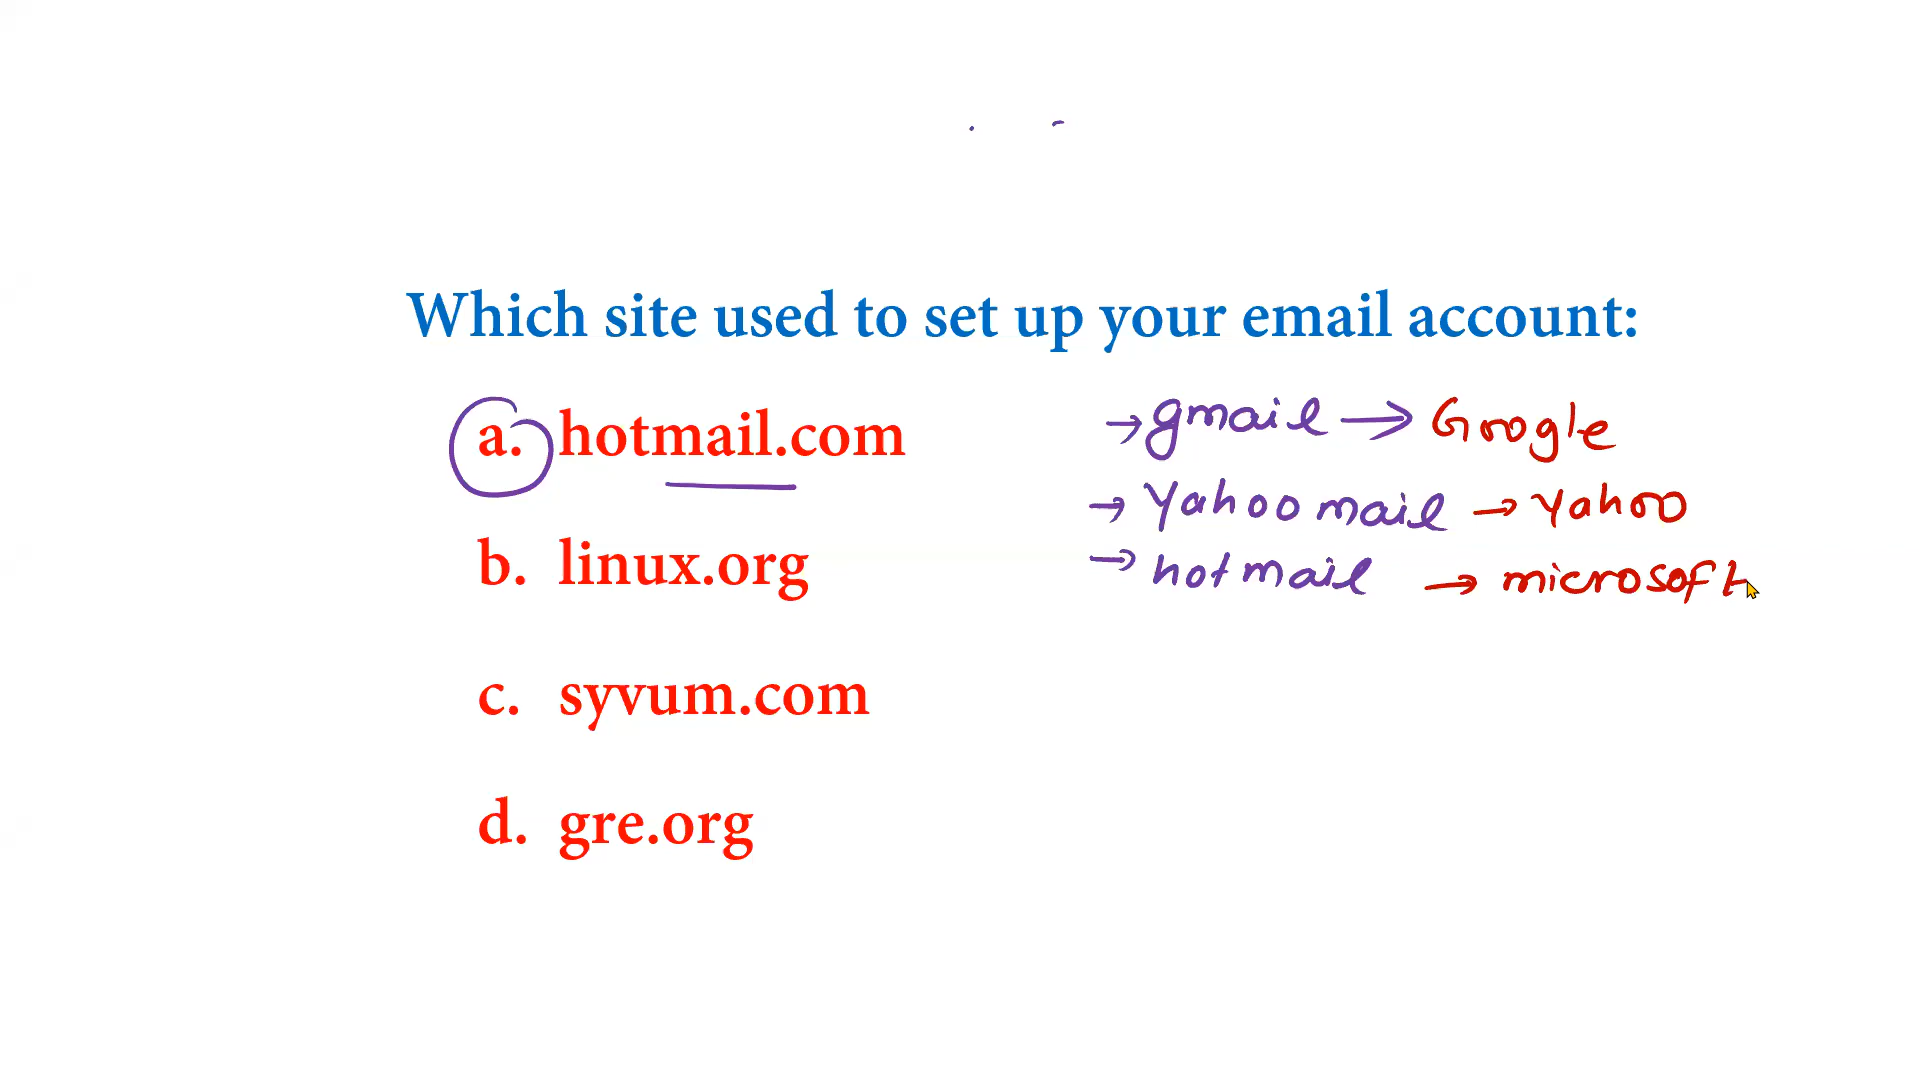 Which site used to set up your email account:
a. hotmail.com
→ gmail → Google
→ Yahoo mail → Yahoo
b. linux.org
→ hotmail → microsoft
c. syvum.com
d. gre.org